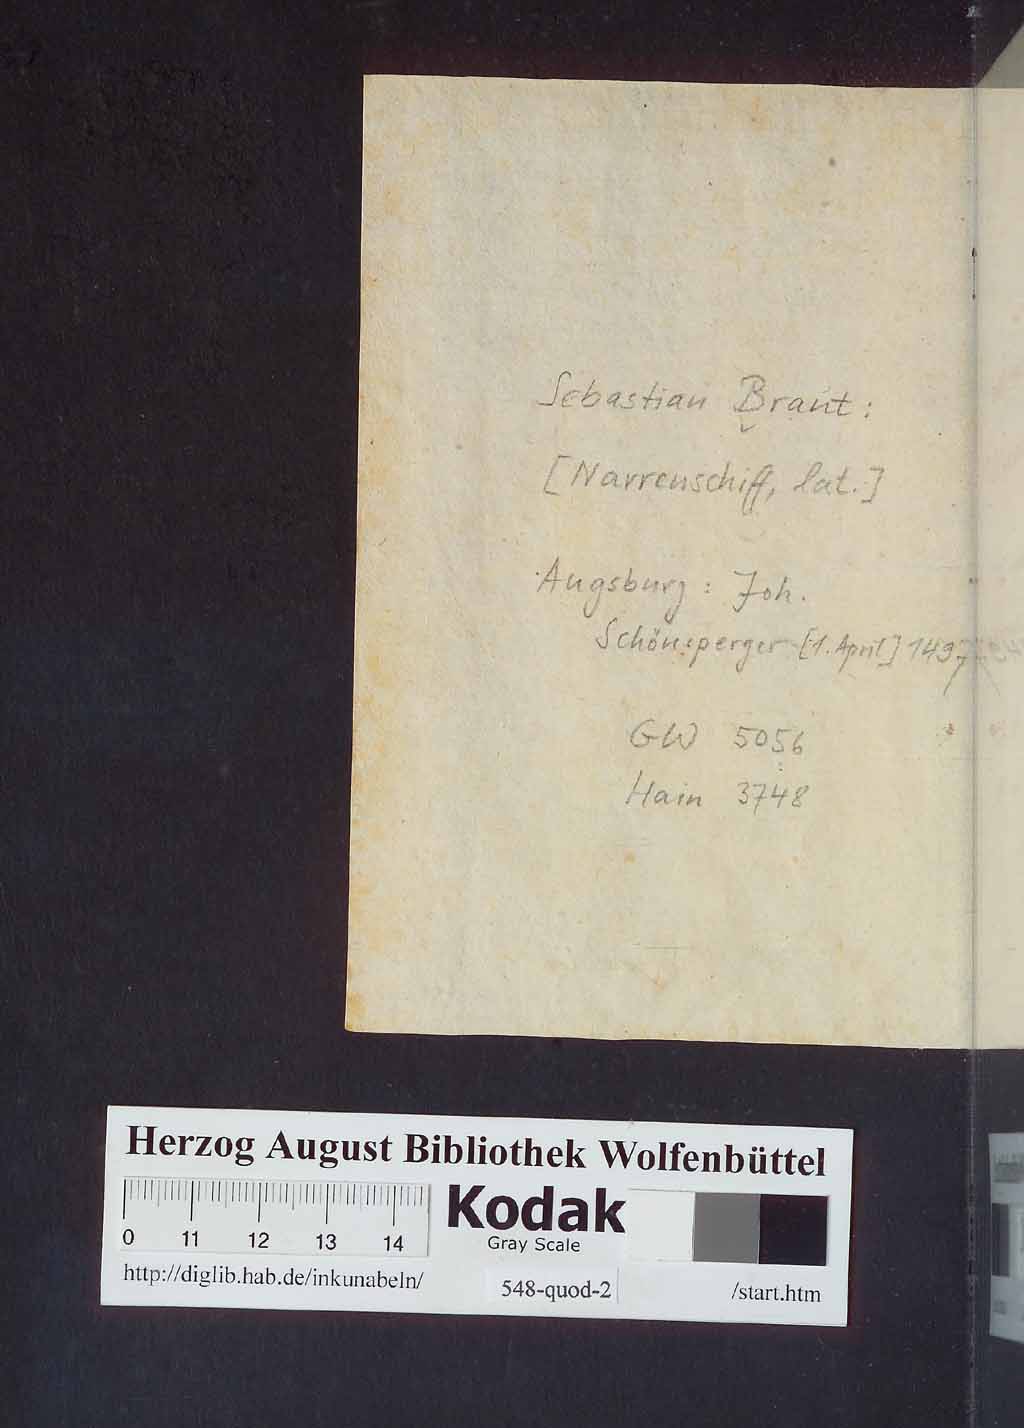 Sebastian Brant:
[Narrenschiff, lat.]
Augsburg: Joh.
Schönsperger [1. April] 1497
GW 5056
Hain 3748
Herzog August Bibliothek Wolfenbüttel
0 11 12 13 14
Kodak
Gray Scale
http://diglib.hab.de/inkunabeln/ 548-quod-2 /start.htm